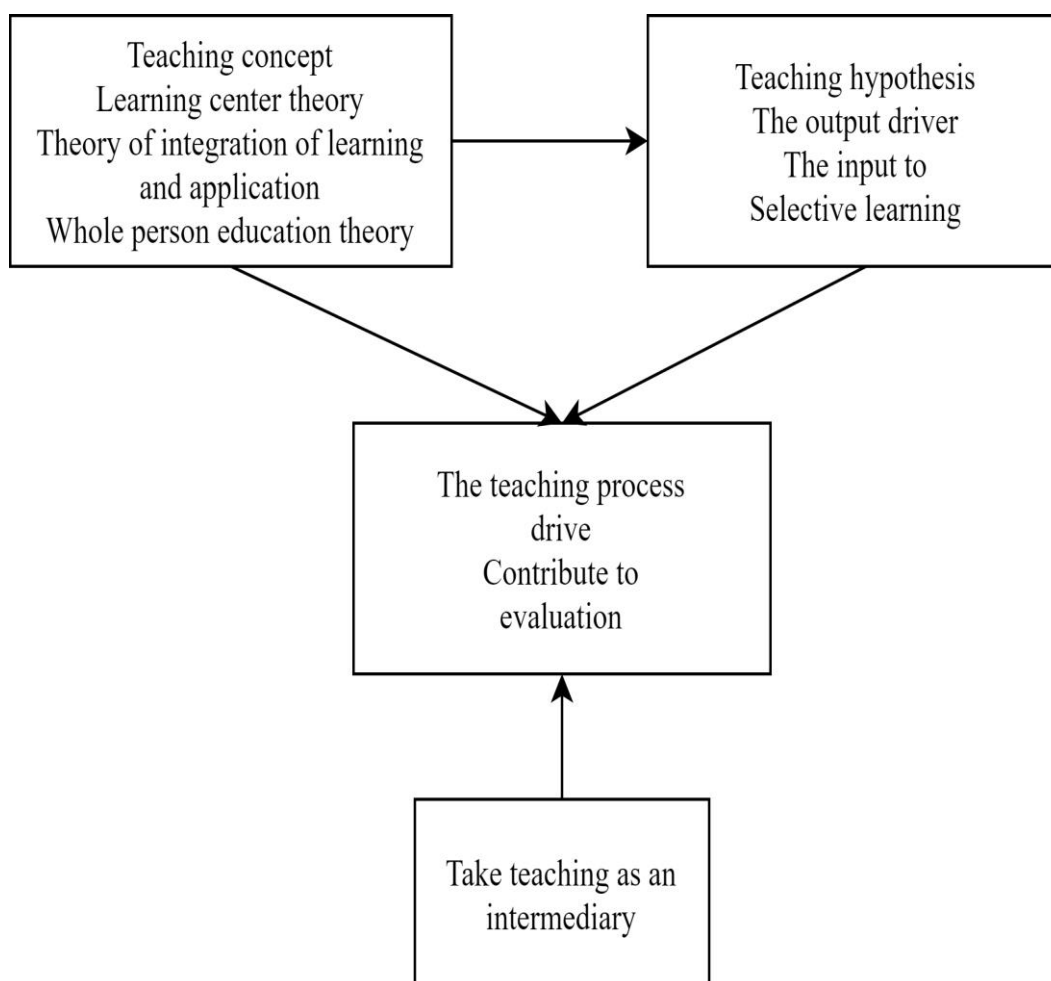 Teaching concept
Learning center theory
Theory of integration of learning
and application
Whole person education theory
Teaching hypothesis
The output driver
The input to
Selective learning
The teaching process
drive
Contribute to
evaluation
Take teaching as an
intermediary